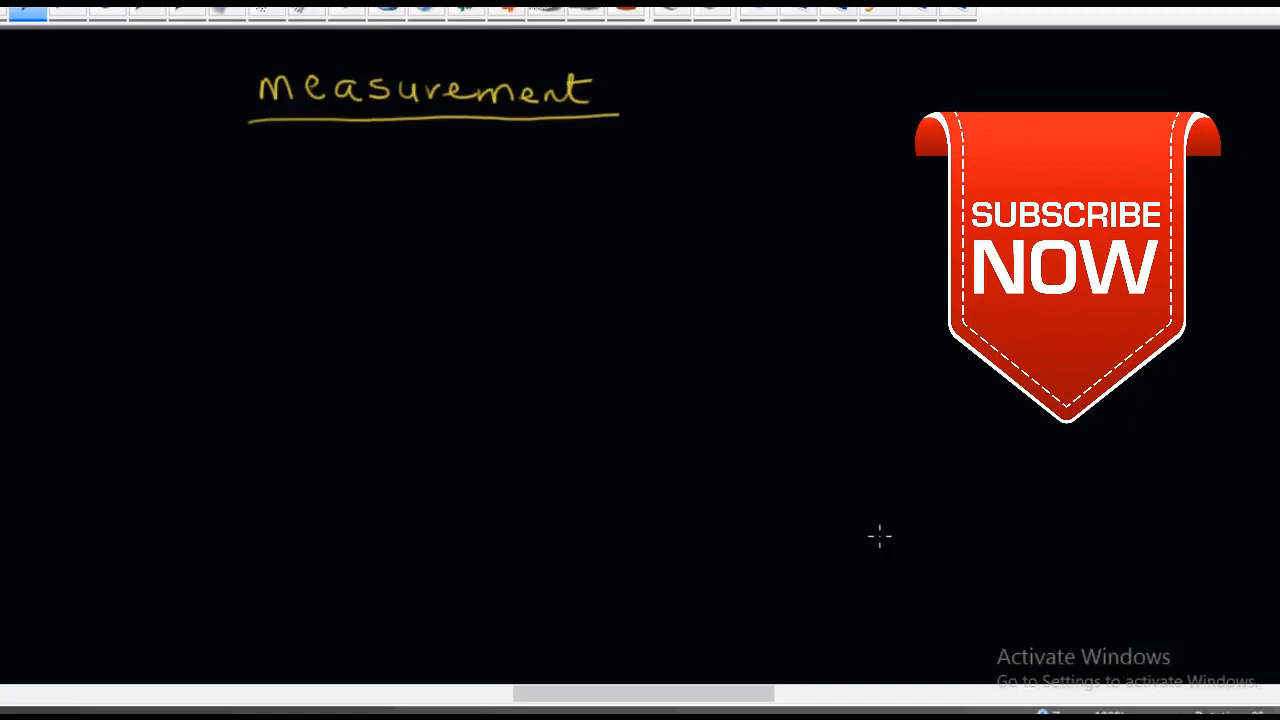 measurement
SUBSCRIBE
NOW
Activate Windows
Go to Settings to activate Windows.